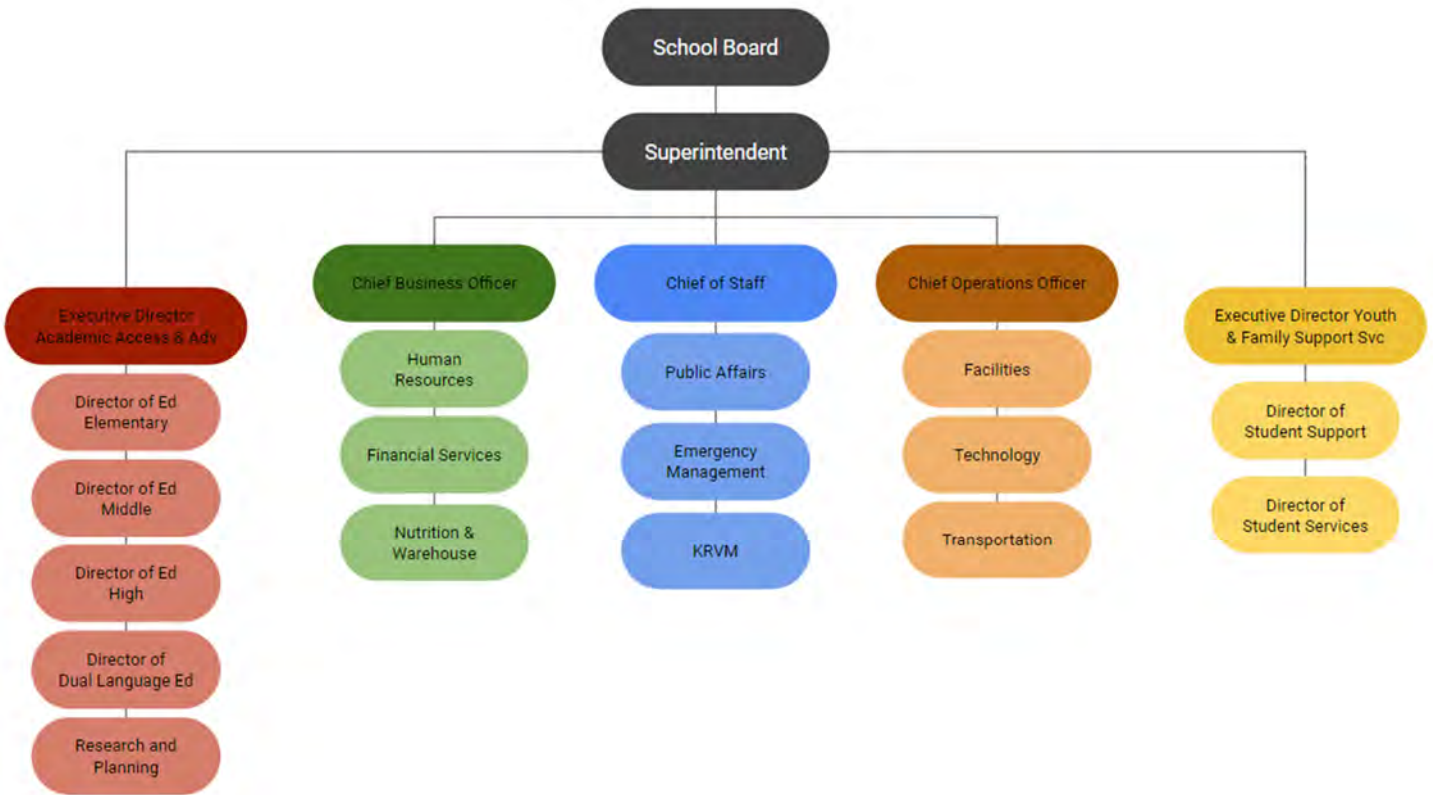 School Board
Superintendent
Executive Director
Academic Access & Adv
Director of Ed
Elementary
Director of Ed
Middle
Director of Ed
High
Director of
Dual Language Ed
Research and
Planning
Chief Business Officer
Human
Resources
Financial Services
Nutrition &
Warehouse
Chief of Staff
Public Affairs
Emergency
Management
KRVM
Chief Operations Officer
Facilities
Technology
Transportation
Executive Director Youth
& Family Support Svc
Director of
Student Support
Director of
Student Services